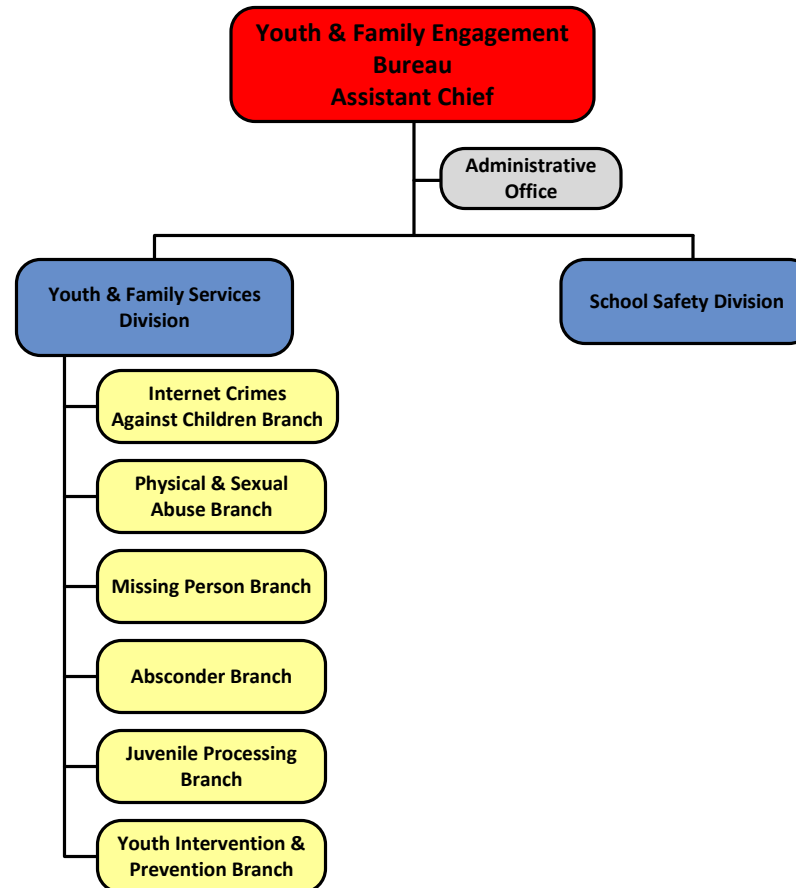 Youth & Family Engagement
Bureau
Assistant Chief
Administrative
Office
Youth & Family Services
Division
School Safety Division
Internet Crimes
Against Children Branch
Physical & Sexual
Abuse Branch
Missing Person Branch
Absconder Branch
Juvenile Processing
Branch
Youth Intervention &
Prevention Branch